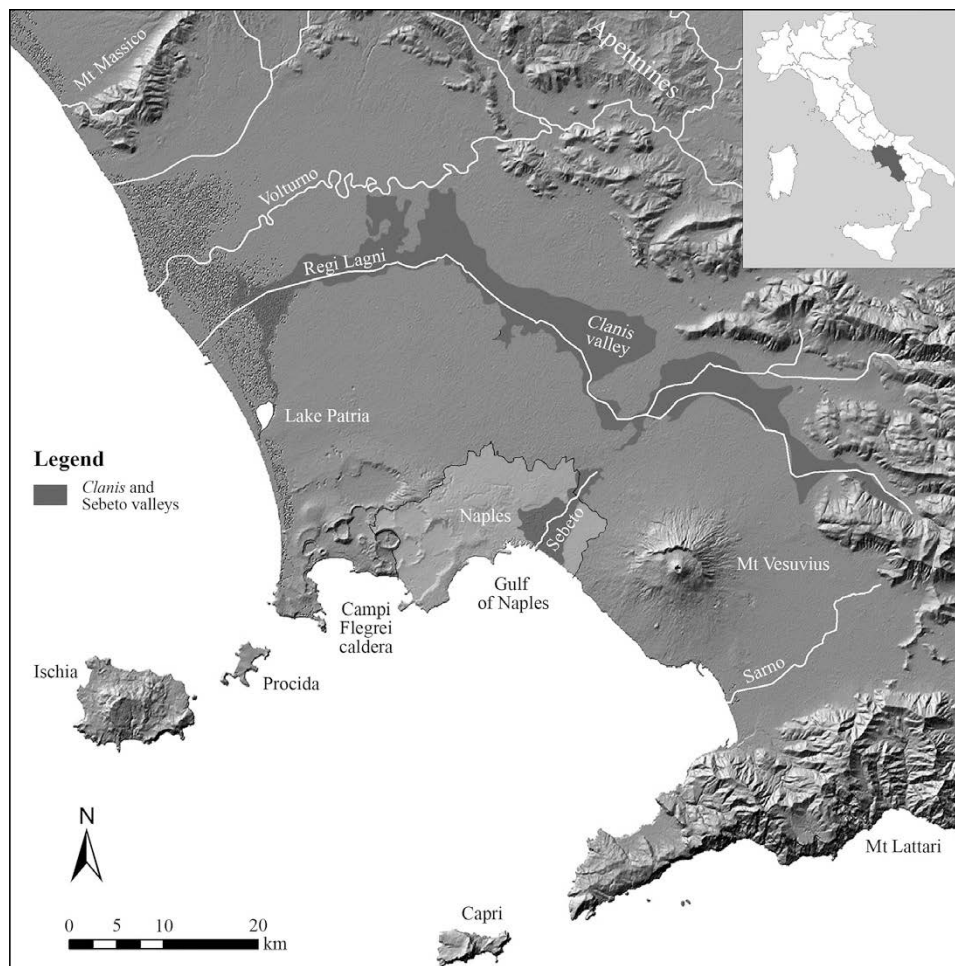 Mt Massico
Apennines
Volturno
Regi Lagni
Clanis
valley
Lake Patria
Legend
Clanis and
Sebeto valleys
Naples
Sebeto
Mt Vesuvius
Gulf
of Naples
Campi
Flegrei
caldera
Ischia
Procida
Sarno
N
Mt Lattari
0 5 10 20
km
Capri